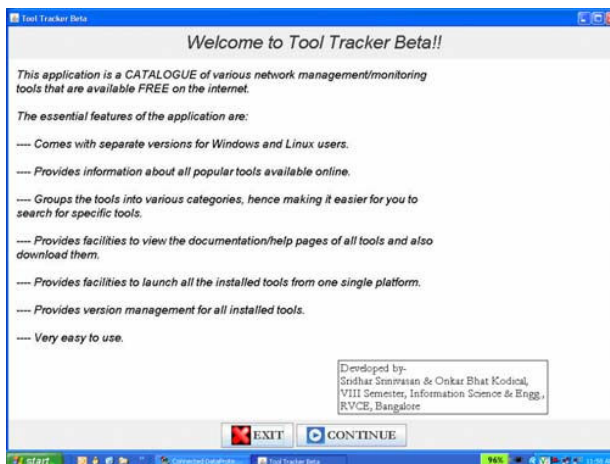 Tool Tracker Beta
Welcome to Tool Tracker Beta!!
This application is a CATALOGUE of various network management/monitoring
tools that are available FREE on the internet.
The essential features of the application are:
---- Comes with separate versions for Windows and Linux users.
---- Provides information about all popular tools available online.
---- Groups the tools into various categories, hence making it easier for you to
search for specific tools.
---- Provides facilities to view the documentation/help pages of all tools and also
download them.
---- Provides facilities to launch all the installed tools from one single platform.
---- Provides version management for all installed tools.
---- Very easy to use.
Developed by-
Sridhar Srinivasan & Onkar Bhat Kodical,
VIII Semester, Information Science & Engg.,
RVCE, Bangalore
EXIT CONTINUE
start Connected DataProte... Tool Tracker Beta 96%